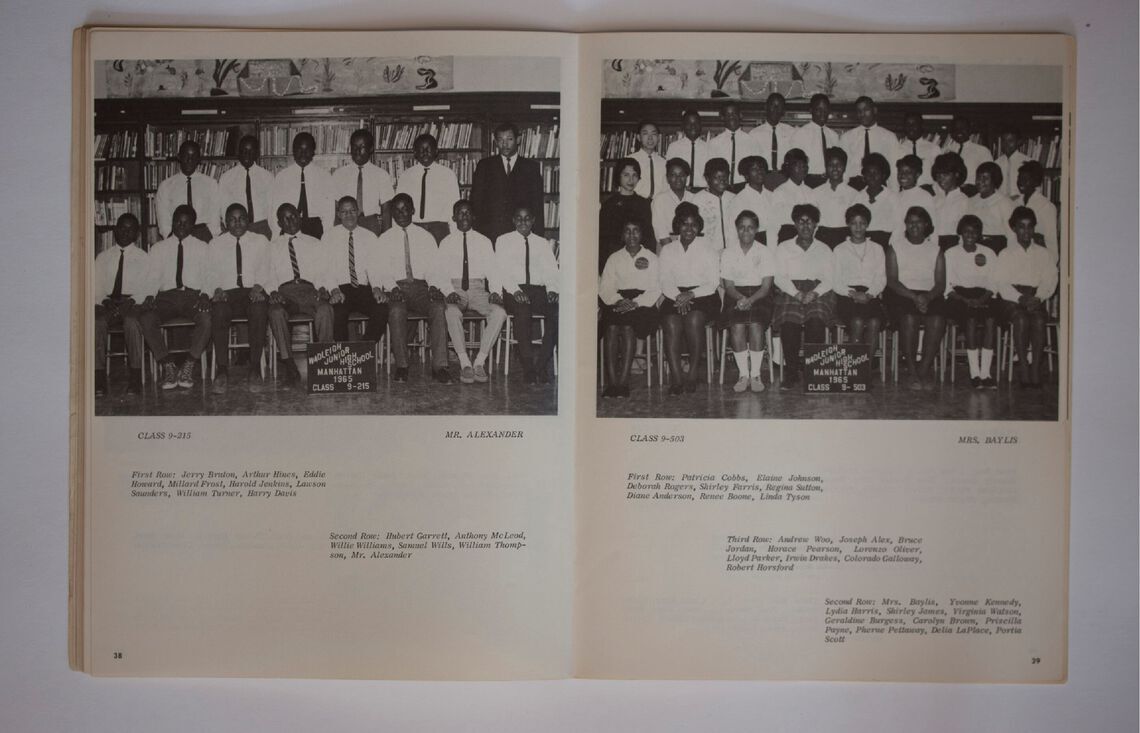 WADLEIGH
JUNIOR
HIGH
SCHOOL
MANHATTAN
1965
CLASS 9-215
CLASS 9-215
MR. ALEXANDER
First Row: Jerry Bruton, Arthur Hines, Eddie
Howard, Millard Frost, Harold Jenkins, Lawson
Saunders, William Turner, Harry Davis
Second Row: Hubert Garrett, Anthony McLeod,
Willie Williams, Samuel Wills, William Thomp-
son, Mr. Alexander
38
WADLEIGH
JUNIOR
HIGH
SCHOOL
MANHATTAN
1965
CLASS 9-503
CLASS 9-503
MRS. BAYLIS
First Row: Patricia Cobbs, Elaine Johnson,
Deborah Rogers, Shirley Farris, Regina Sutton,
Diane Anderson, Renee Boone, Linda Tyson
Third Row: Andrew Woo, Joseph Alex, Bruce
Jordan, Horace Pearson, Lorenzo Oliver,
Lloyd Parker, Irwin Drakes, Colorado Galloway,
Robert Horsford
Second Row: Mrs. Baylis, Yvonne Kennedy,
Lydia Harris, Shirley James, Virginia Watson,
Geraldine Burgess, Carolyn Brown, Priscilla
Payne, Pherue Pettaway, Delia LaPlace, Portia
Scott
39